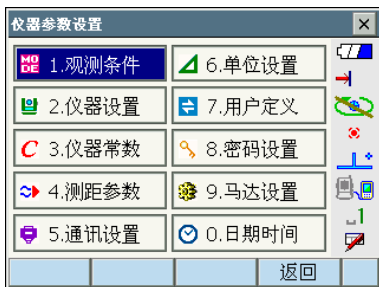 仪器参数设置
MODE 1.观测条件
6.单位设置
2.仪器设置
7.用户定义
C 3.仪器常数
8.密码设置
4.测距参数
9.马达设置
5.通讯设置
0.日期时间
1
返回